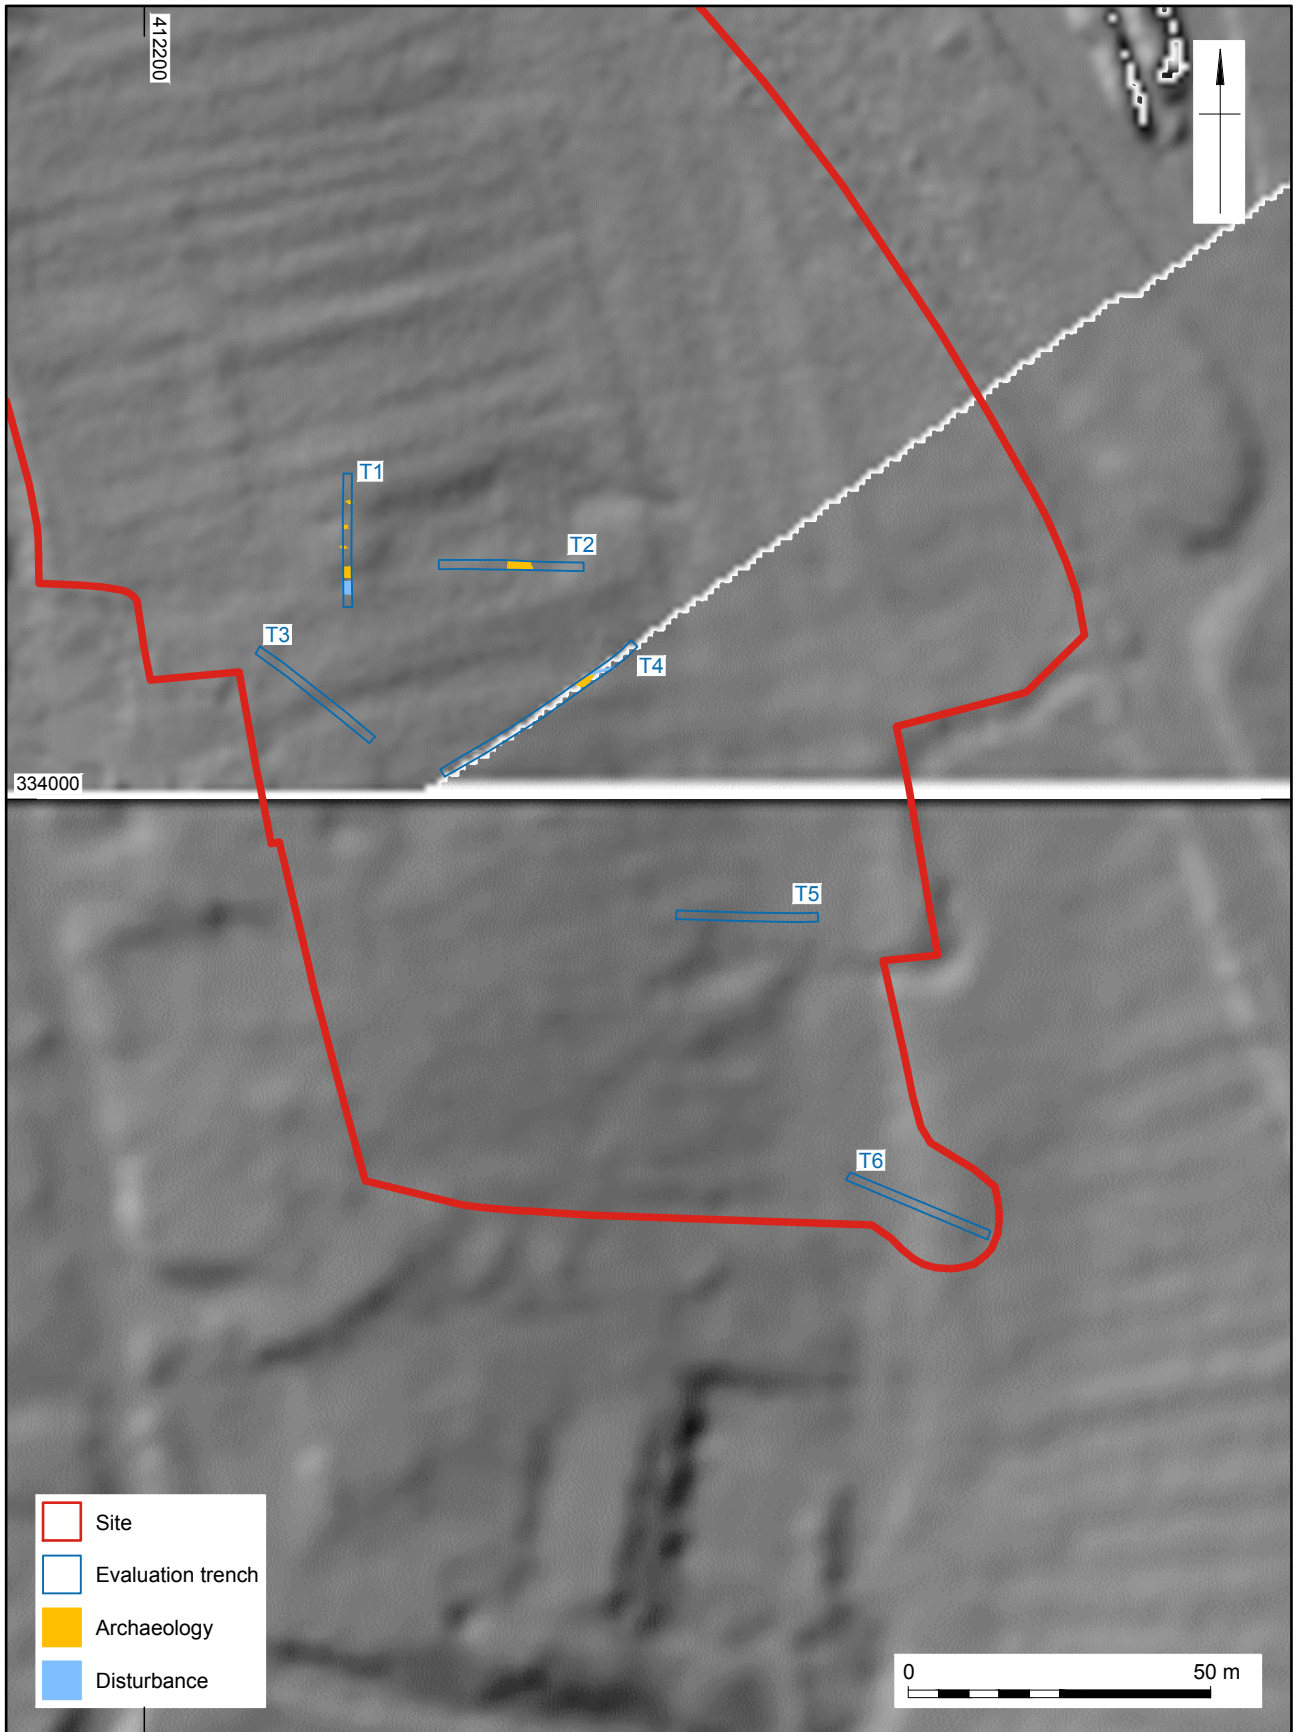 412200
T1
T2
T3
T4
334000
T5
T6
Site
Evaluation trench
Archaeology
Disturbance
0 50 m